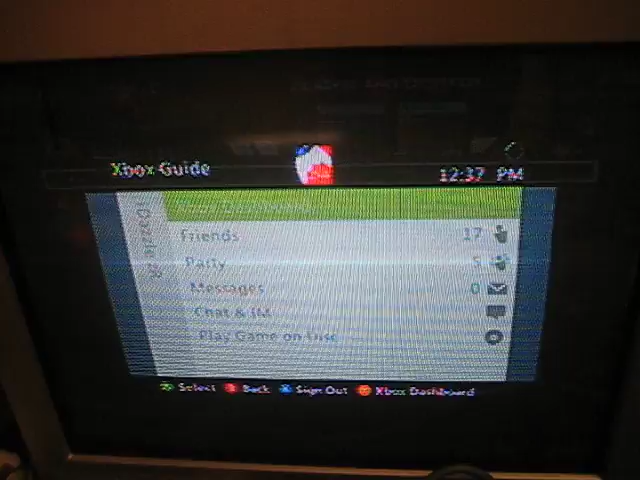 Xbox Guide
12:37 PM
Friends 17
Party 5
Messages 0
Chat & IM
Play Game on Disc
Select Back Sign Out Xbox Dashboard